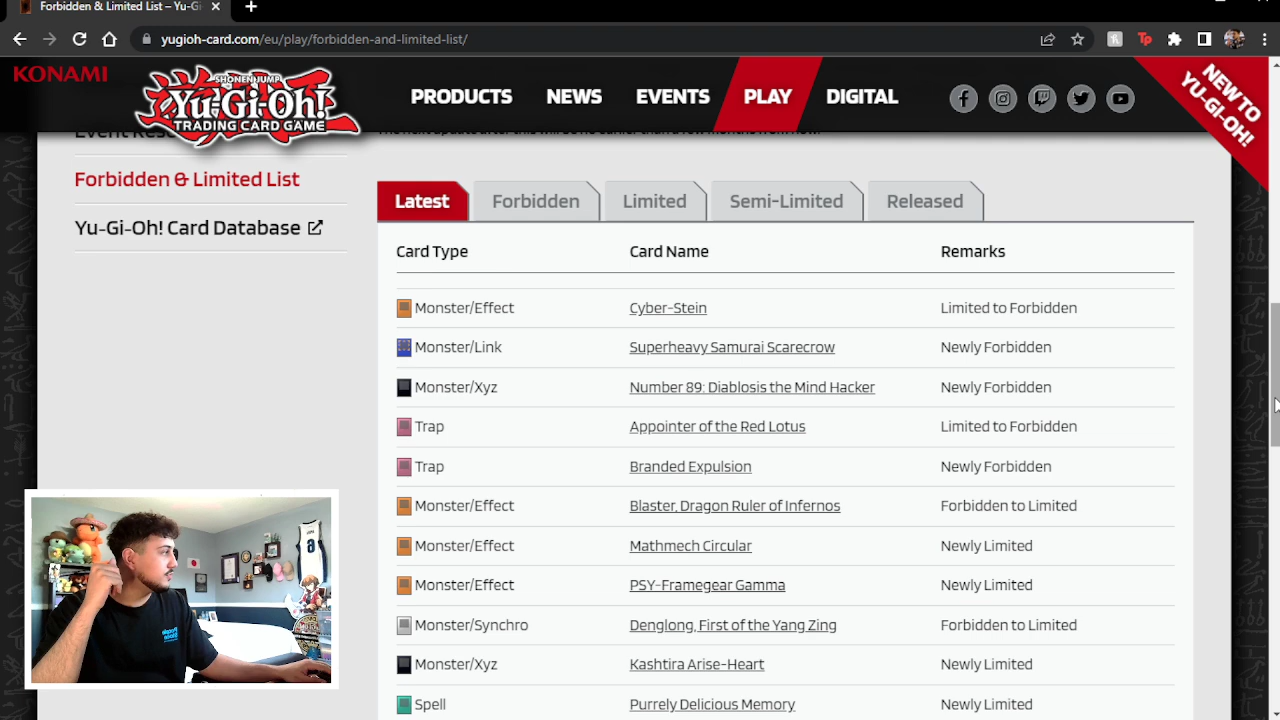 Forbidden & Limited List – Yu-Gi
yugioh-card.com/eu/play/forbidden-and-limited-list/
KONAMI
SHONEN JUMP
Yu-Gi-Oh!
TRADING CARD GAME
PRODUCTS
NEWS
EVENTS
PLAY
DIGITAL
NEW TO
YU-GI-OH!
Forbidden & Limited List
Yu-Gi-Oh! Card Database
Latest
Forbidden
Limited
Semi-Limited
Released
Card Type Card Name Remarks
Monster/Effect Cyber-Stein Limited to Forbidden
Monster/Link Superheavy Samurai Scarecrow Newly Forbidden
Monster/Xyz Number 89: Diablosis the Mind Hacker Newly Forbidden
Trap Appointer of the Red Lotus Limited to Forbidden
Trap Branded Expulsion Newly Forbidden
Monster/Effect Blaster, Dragon Ruler of Infernos Forbidden to Limited
Monster/Effect Mathmech Circular Newly Limited
Monster/Effect PSY-Framegear Gamma Newly Limited
Monster/Synchro Denglong, First of the Yang Zing Forbidden to Limited
Monster/Xyz Kashtira Arise-Heart Newly Limited
Spell Purrely Delicious Memory Newly Limited